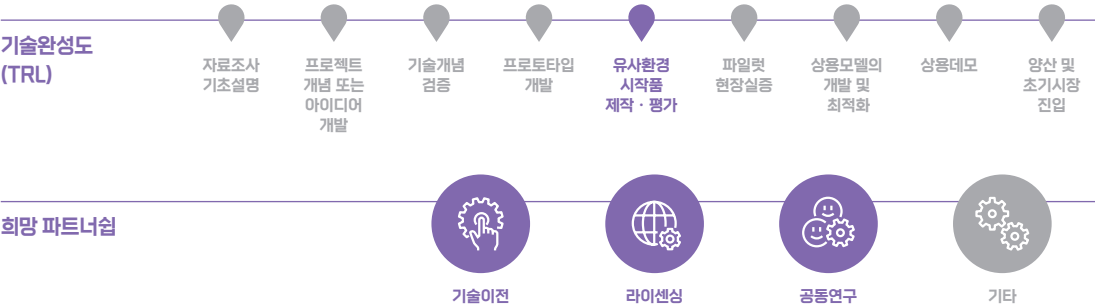 기술완성도
(TRL)
자료조사
기초설명
프로젝트
개념 또는
아이디어
개발
기술개념
검증
프로토타입
개발
유사환경
시작품
제작 · 평가
파일럿
현장실증
상용모델의
개발 및
최적화
상용데모
양산 및
초기시장
진입
희망 파트너쉽
기술이전
라이센싱
공동연구
기타